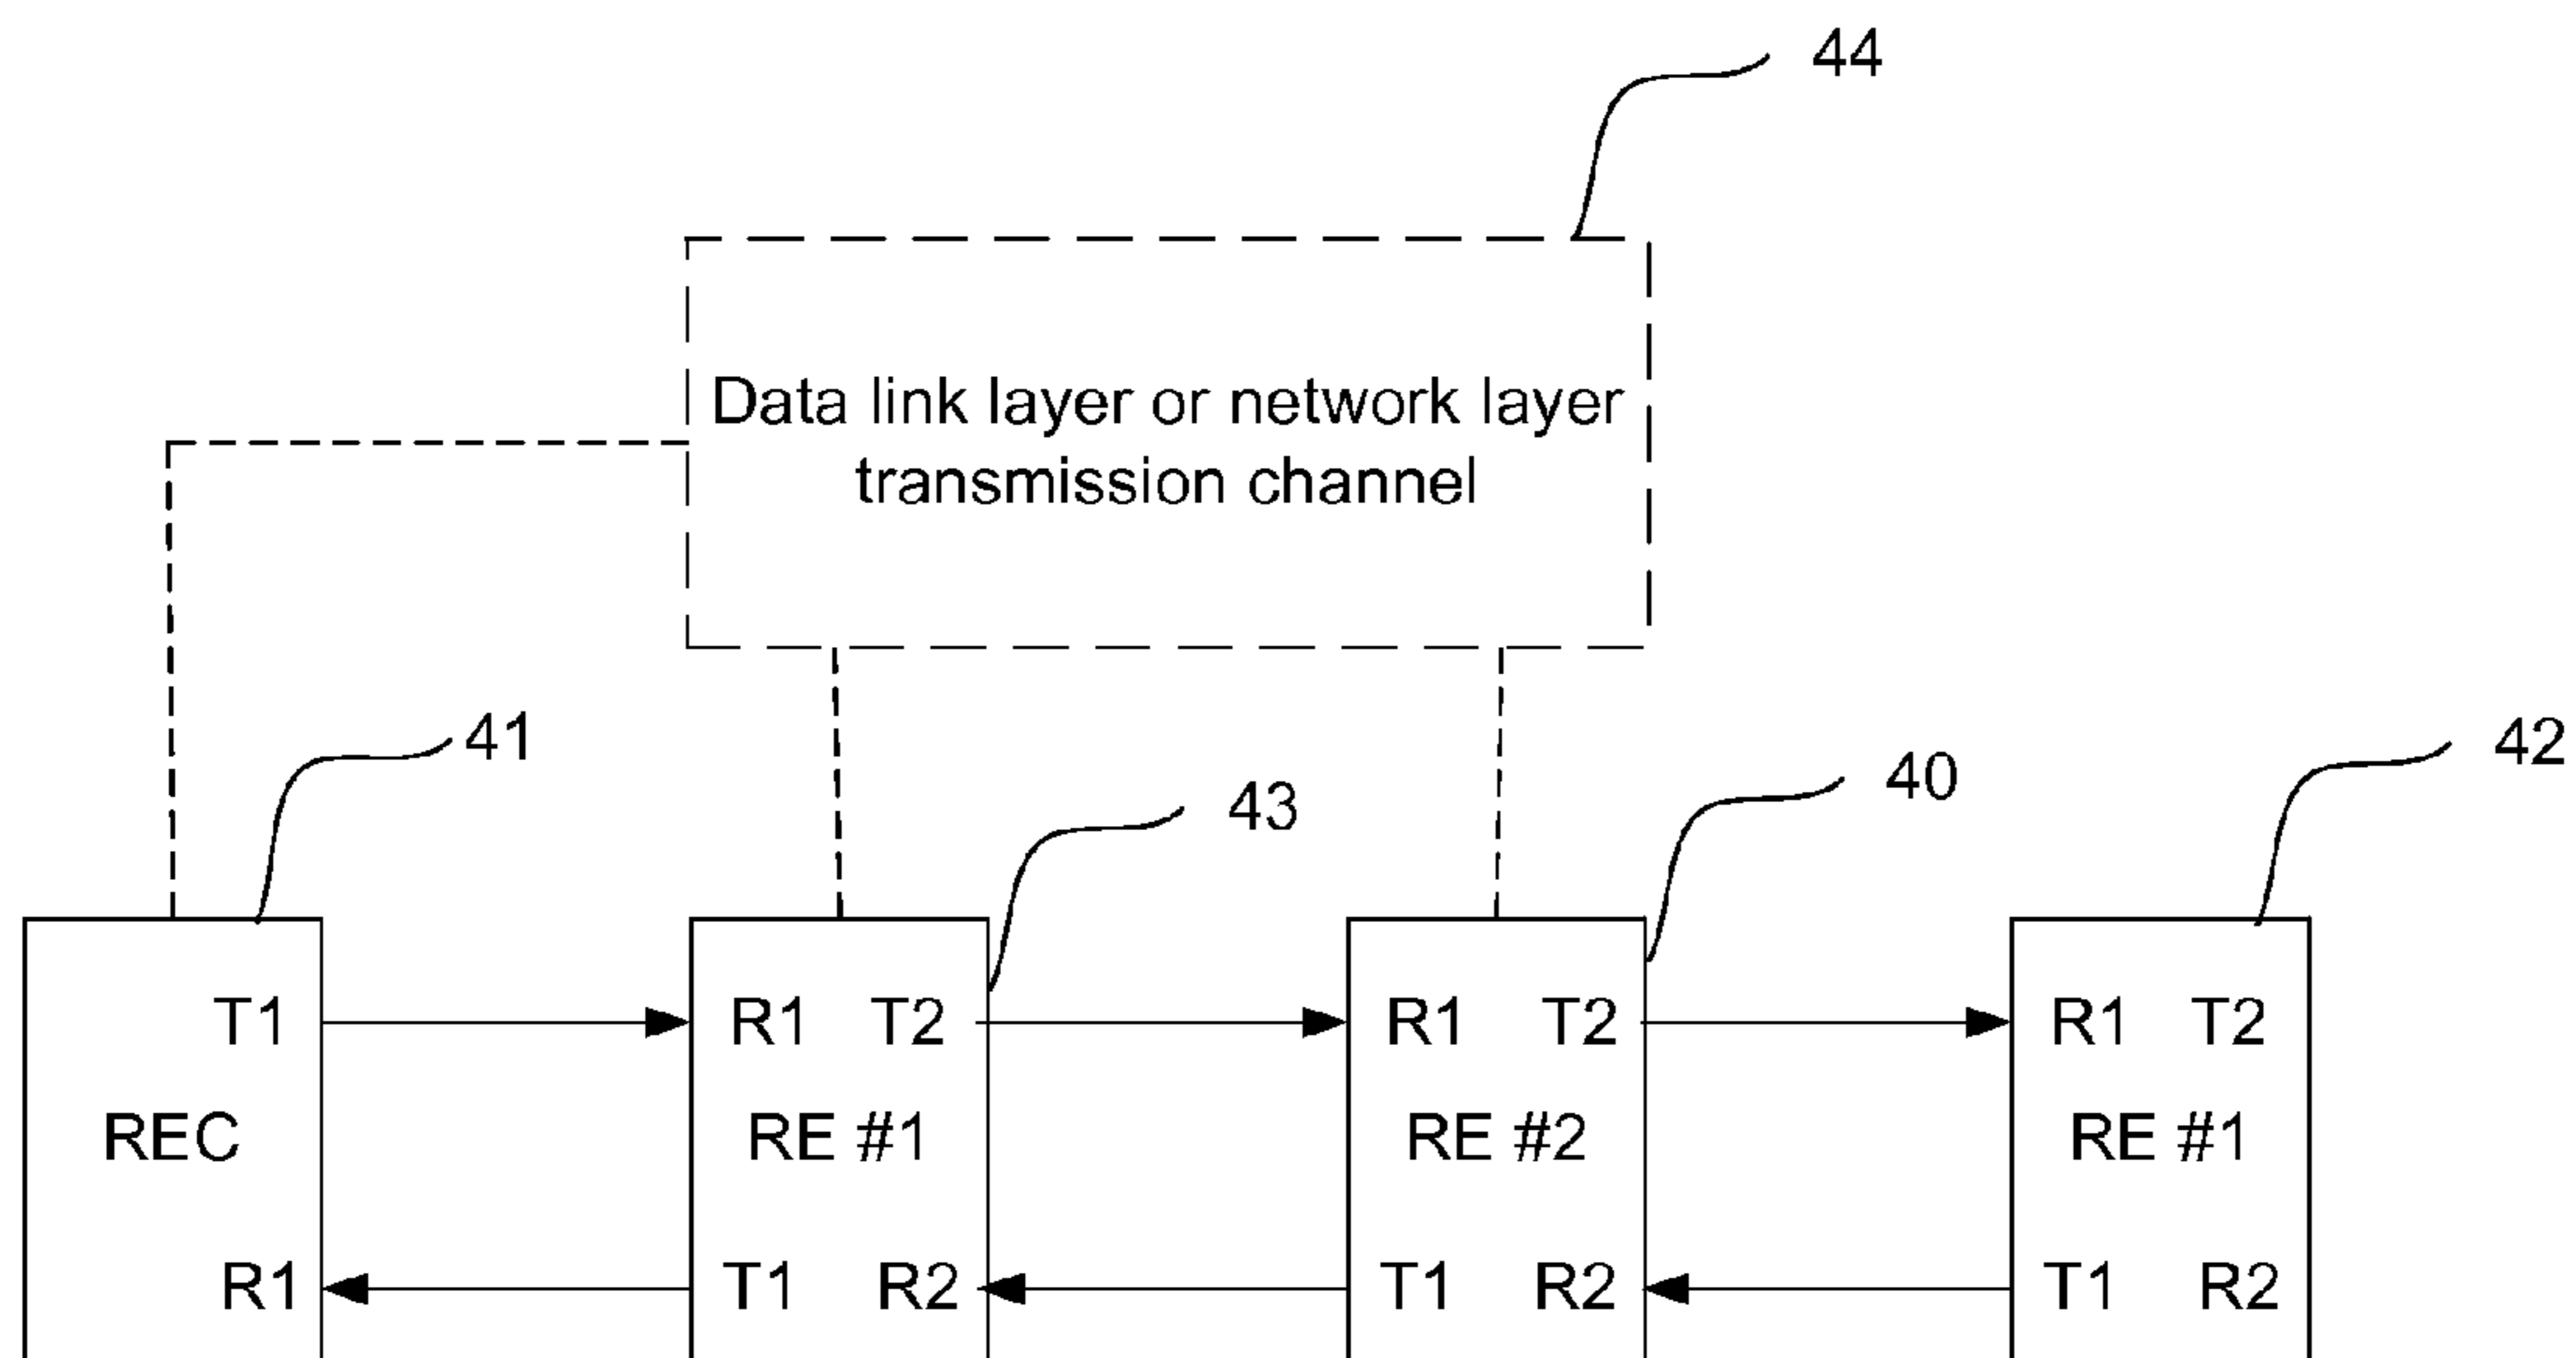 44
Data link layer or network layer
transmission channel
41
43
40
42
T1
R1 T2
R1 T2
R1 T2
REC
RE #1
RE #2
RE #1
R1
T1 R2
T1 R2
T1 R2